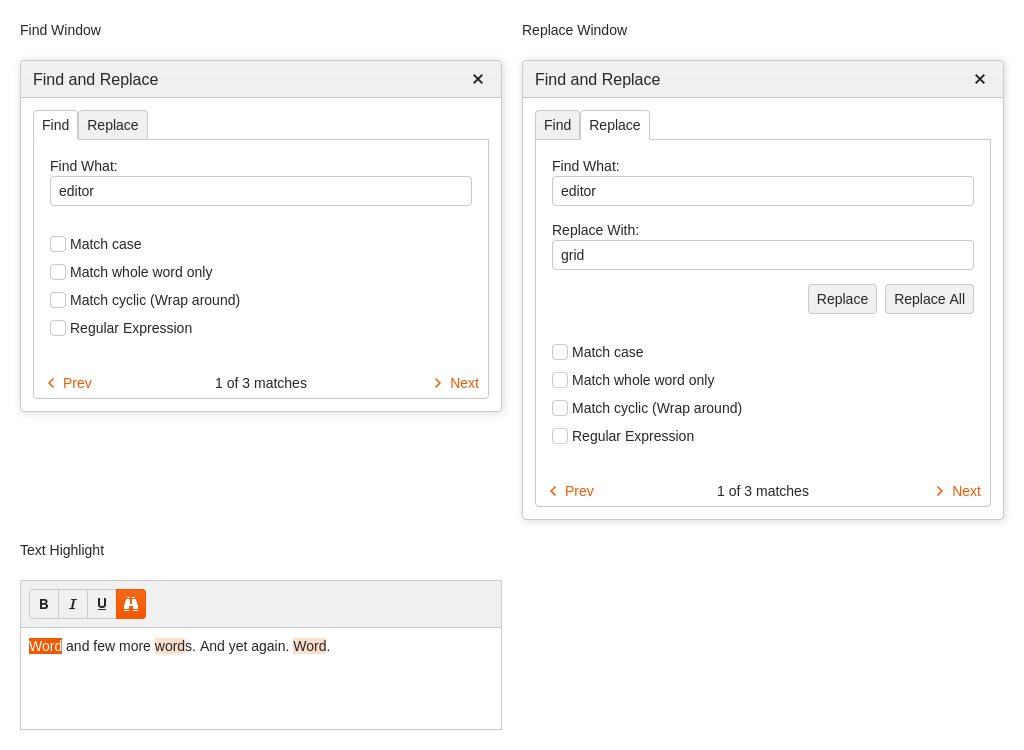 Find Window
Find and Replace
Find Replace
Find What:
editor
Match case
Match whole word only
Match cyclic (Wrap around)
Regular Expression
Prev 1 of 3 matches Next
Replace Window
Find and Replace
Find Replace
Find What:
editor
Replace With:
grid
Replace Replace All
Match case
Match whole word only
Match cyclic (Wrap around)
Regular Expression
Prev 1 of 3 matches Next
Text Highlight
B I U
Word and few more words. And yet again. Word.